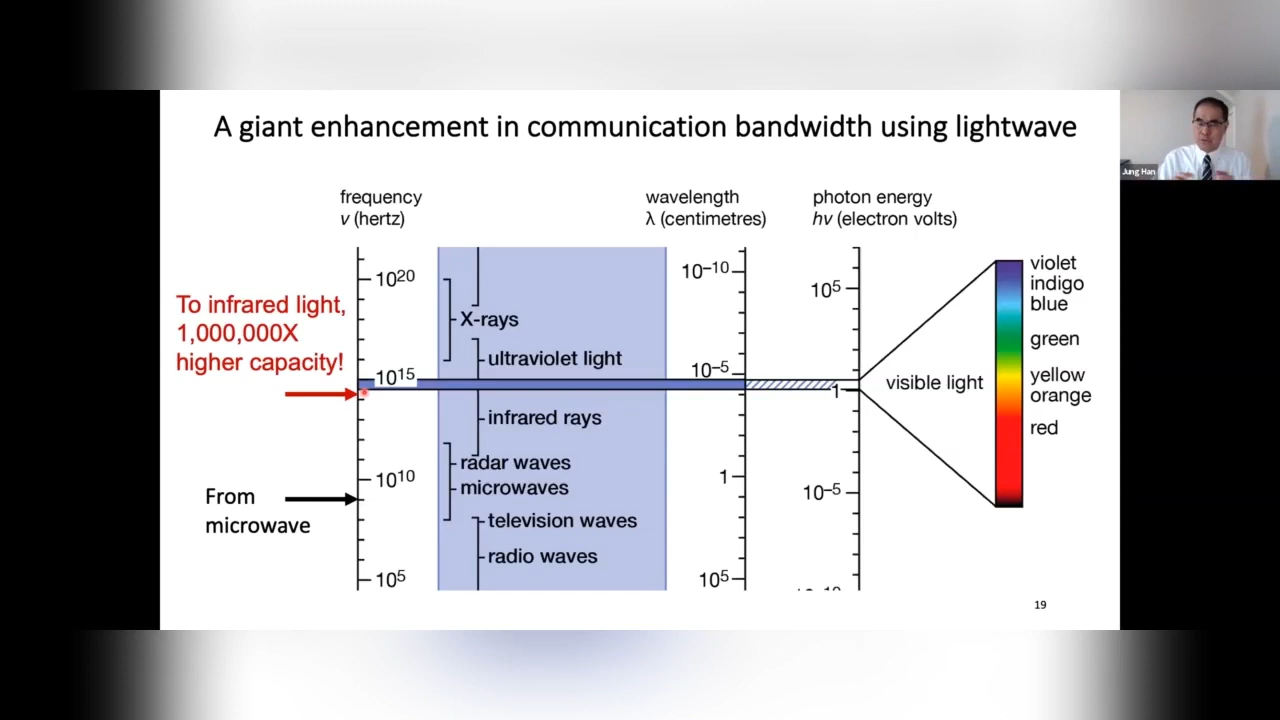 A giant enhancement in communication bandwidth using lightwave
Jung Han
frequency
ν (hertz)
wavelength
λ (centimetres)
photon energy
hν (electron volts)
10²⁰
10¹⁵
10¹⁰
10⁵
To infrared light,
1,000,000X
higher capacity!
From
microwave
X-rays
ultraviolet light
infrared rays
radar waves
microwaves
television waves
radio waves
10⁻¹⁰
10⁻⁵
1
10⁵
10⁵
1
10⁻⁵
visible light
violet
indigo
blue
green
yellow
orange
red
19